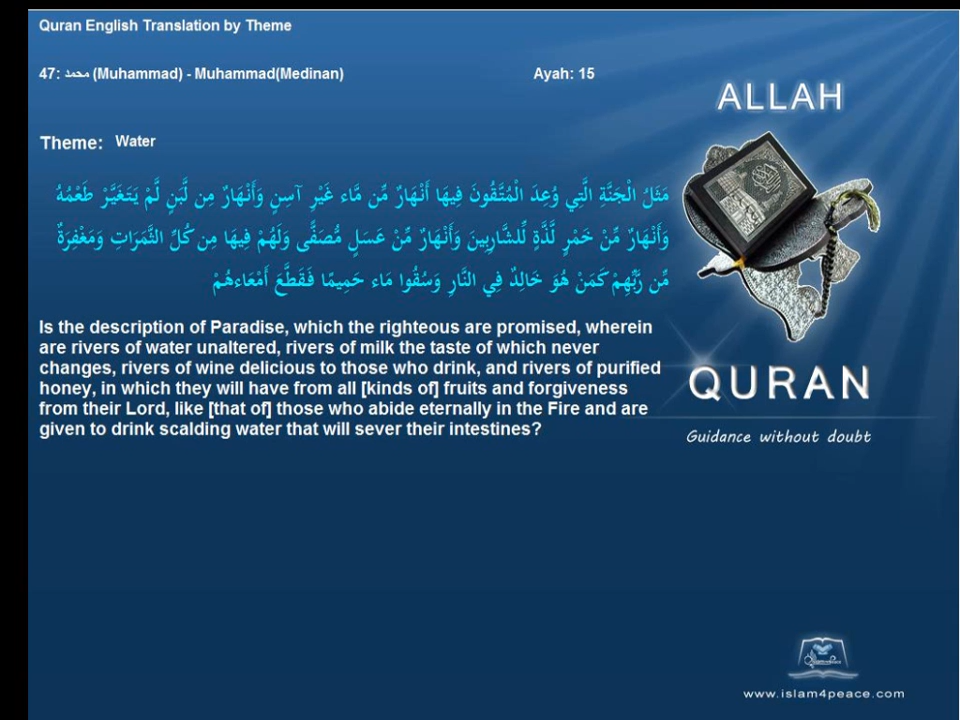 Quran English Translation by Theme
47: محمد (Muhammad) - Muhammad(Medinan) Ayah: 15
ALLAH
Theme: Water
مَثَلُ الْجَنَّةِ الَّتِي وُعِدَ الْمُتَّقُونَ فِيهَا أَنْهَارٌ مِّن مَّاء غَيْرِ آسِنٍ وَأَنْهَارٌ مِن لَّبَنٍ لَّمْ يَتَغَيَّرْ طَعْمُهُ
وَأَنْهَارٌ مِّنْ خَمْرٍ لَّذَّةٍ لِّلشَّارِبِينَ وَأَنْهَارٌ مِّنْ عَسَلٍ مُّصَفًّى وَلَهُمْ فِيهَا مِن كُلِّ الثَّمَرَاتِ وَمَغْفِرَةٌ
مِّن رَّبِّهِمْ كَمَنْ هُوَ خَالِدٌ فِي النَّارِ وَسُقُوا مَاء حَمِيمًا فَقَطَّعَ أَمْعَاءهُمْ
Is the description of Paradise, which the righteous are promised, wherein
are rivers of water unaltered, rivers of milk the taste of which never
changes, rivers of wine delicious to those who drink, and rivers of purified
honey, in which they will have from all [kinds of] fruits and forgiveness
from their Lord, like [that of] those who abide eternally in the Fire and are
given to drink scalding water that will sever their intestines?
QURAN
Guidance without doubt
www.islam4peace.com